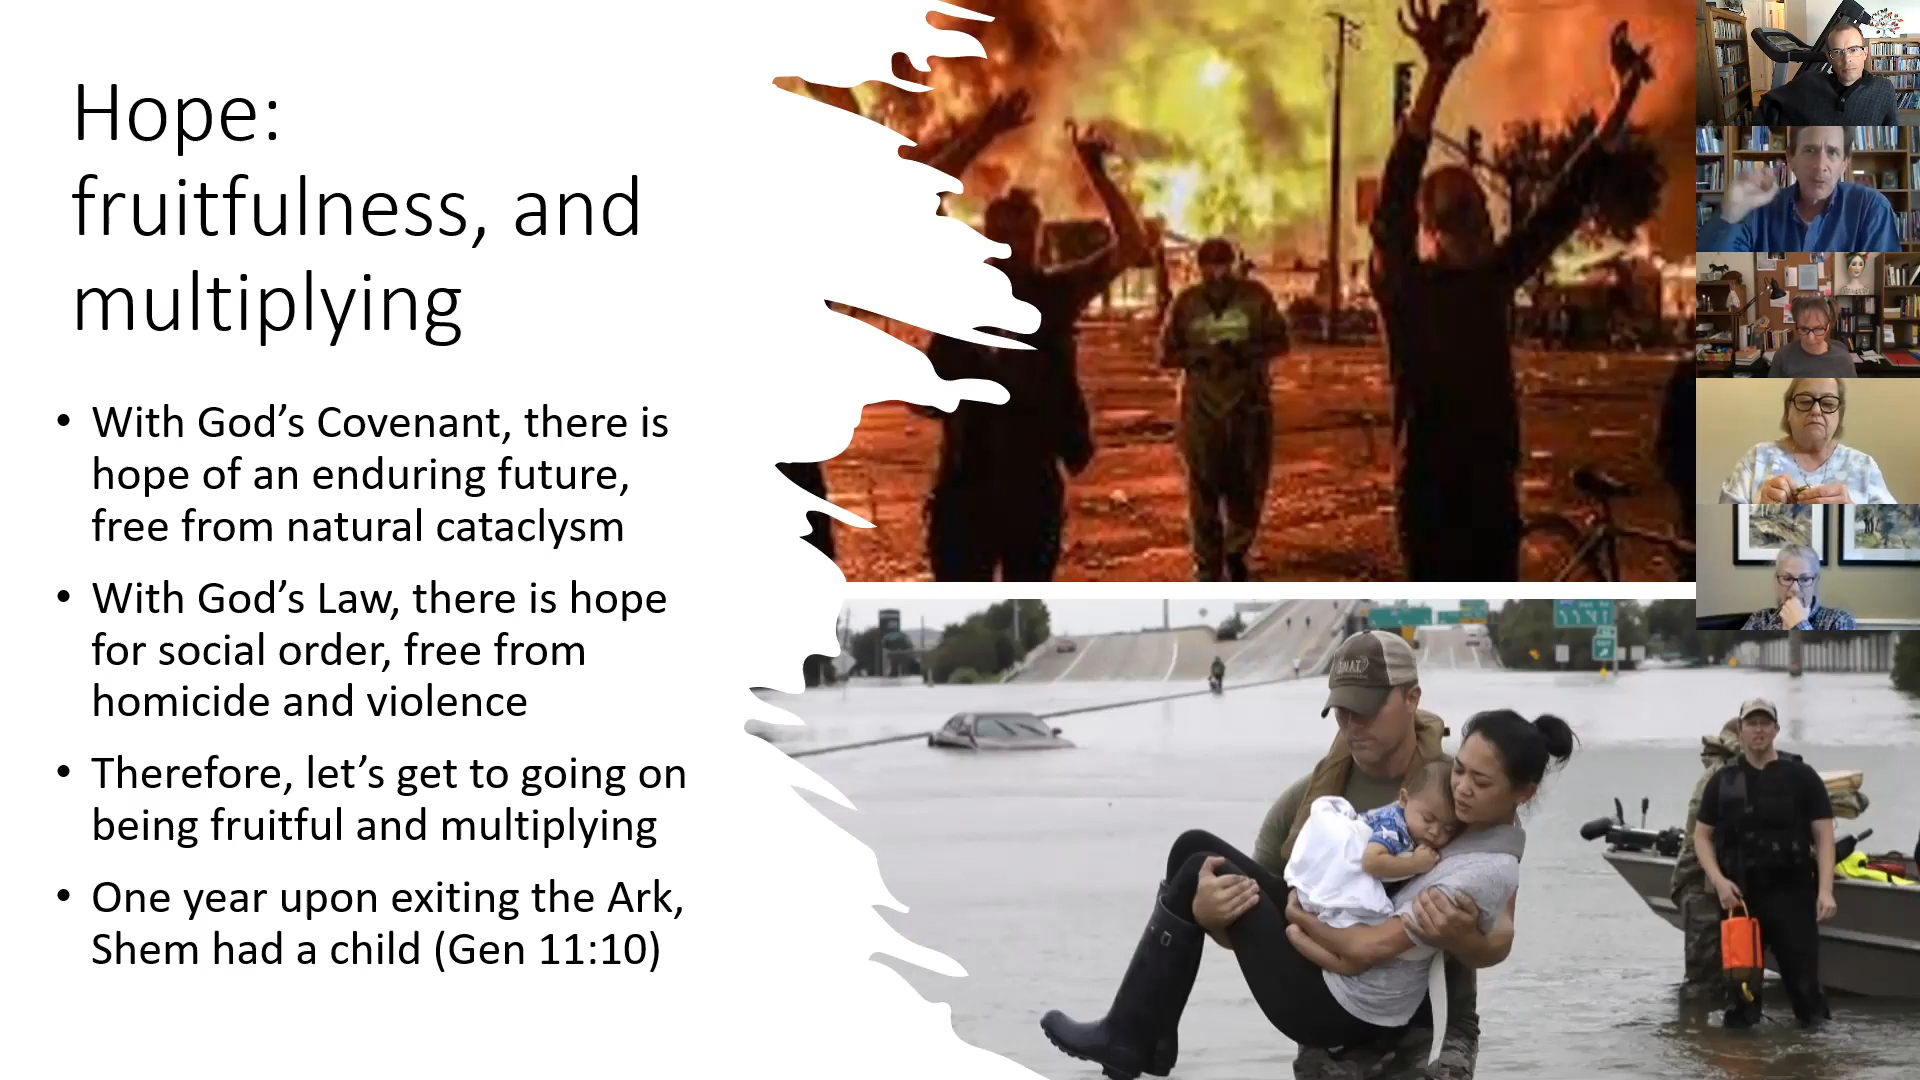 Hope:
fruitfulness, and
multiplying
• With God’s Covenant, there is
hope of an enduring future,
free from natural cataclysm
• With God’s Law, there is hope
for social order, free from
homicide and violence
• Therefore, let’s get to going on
being fruitful and multiplying
• One year upon exiting the Ark,
Shem had a child (Gen 11:10)